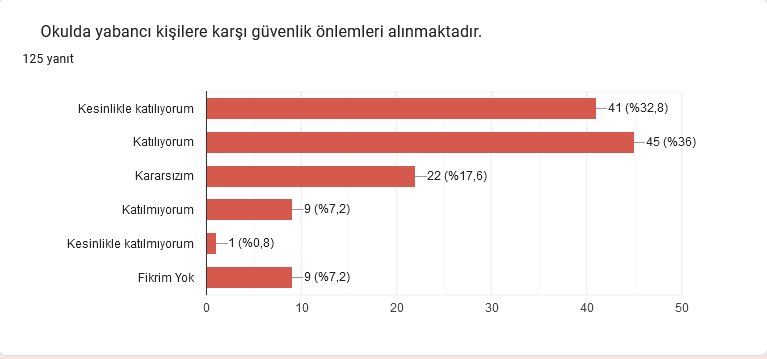 Okulda yabancı kişilere karşı güvenlik önlemleri alınmaktadır.
125 yanıt
Kesinlikle katılıyorum 41 (%32,8)
Katılıyorum 45 (%36)
Kararsızım 22 (%17,6)
Katılmıyorum 9 (%7,2)
Kesinlikle katılmıyorum 1 (%0,8)
Fikrim Yok 9 (%7,2)
0 10 20 30 40 50